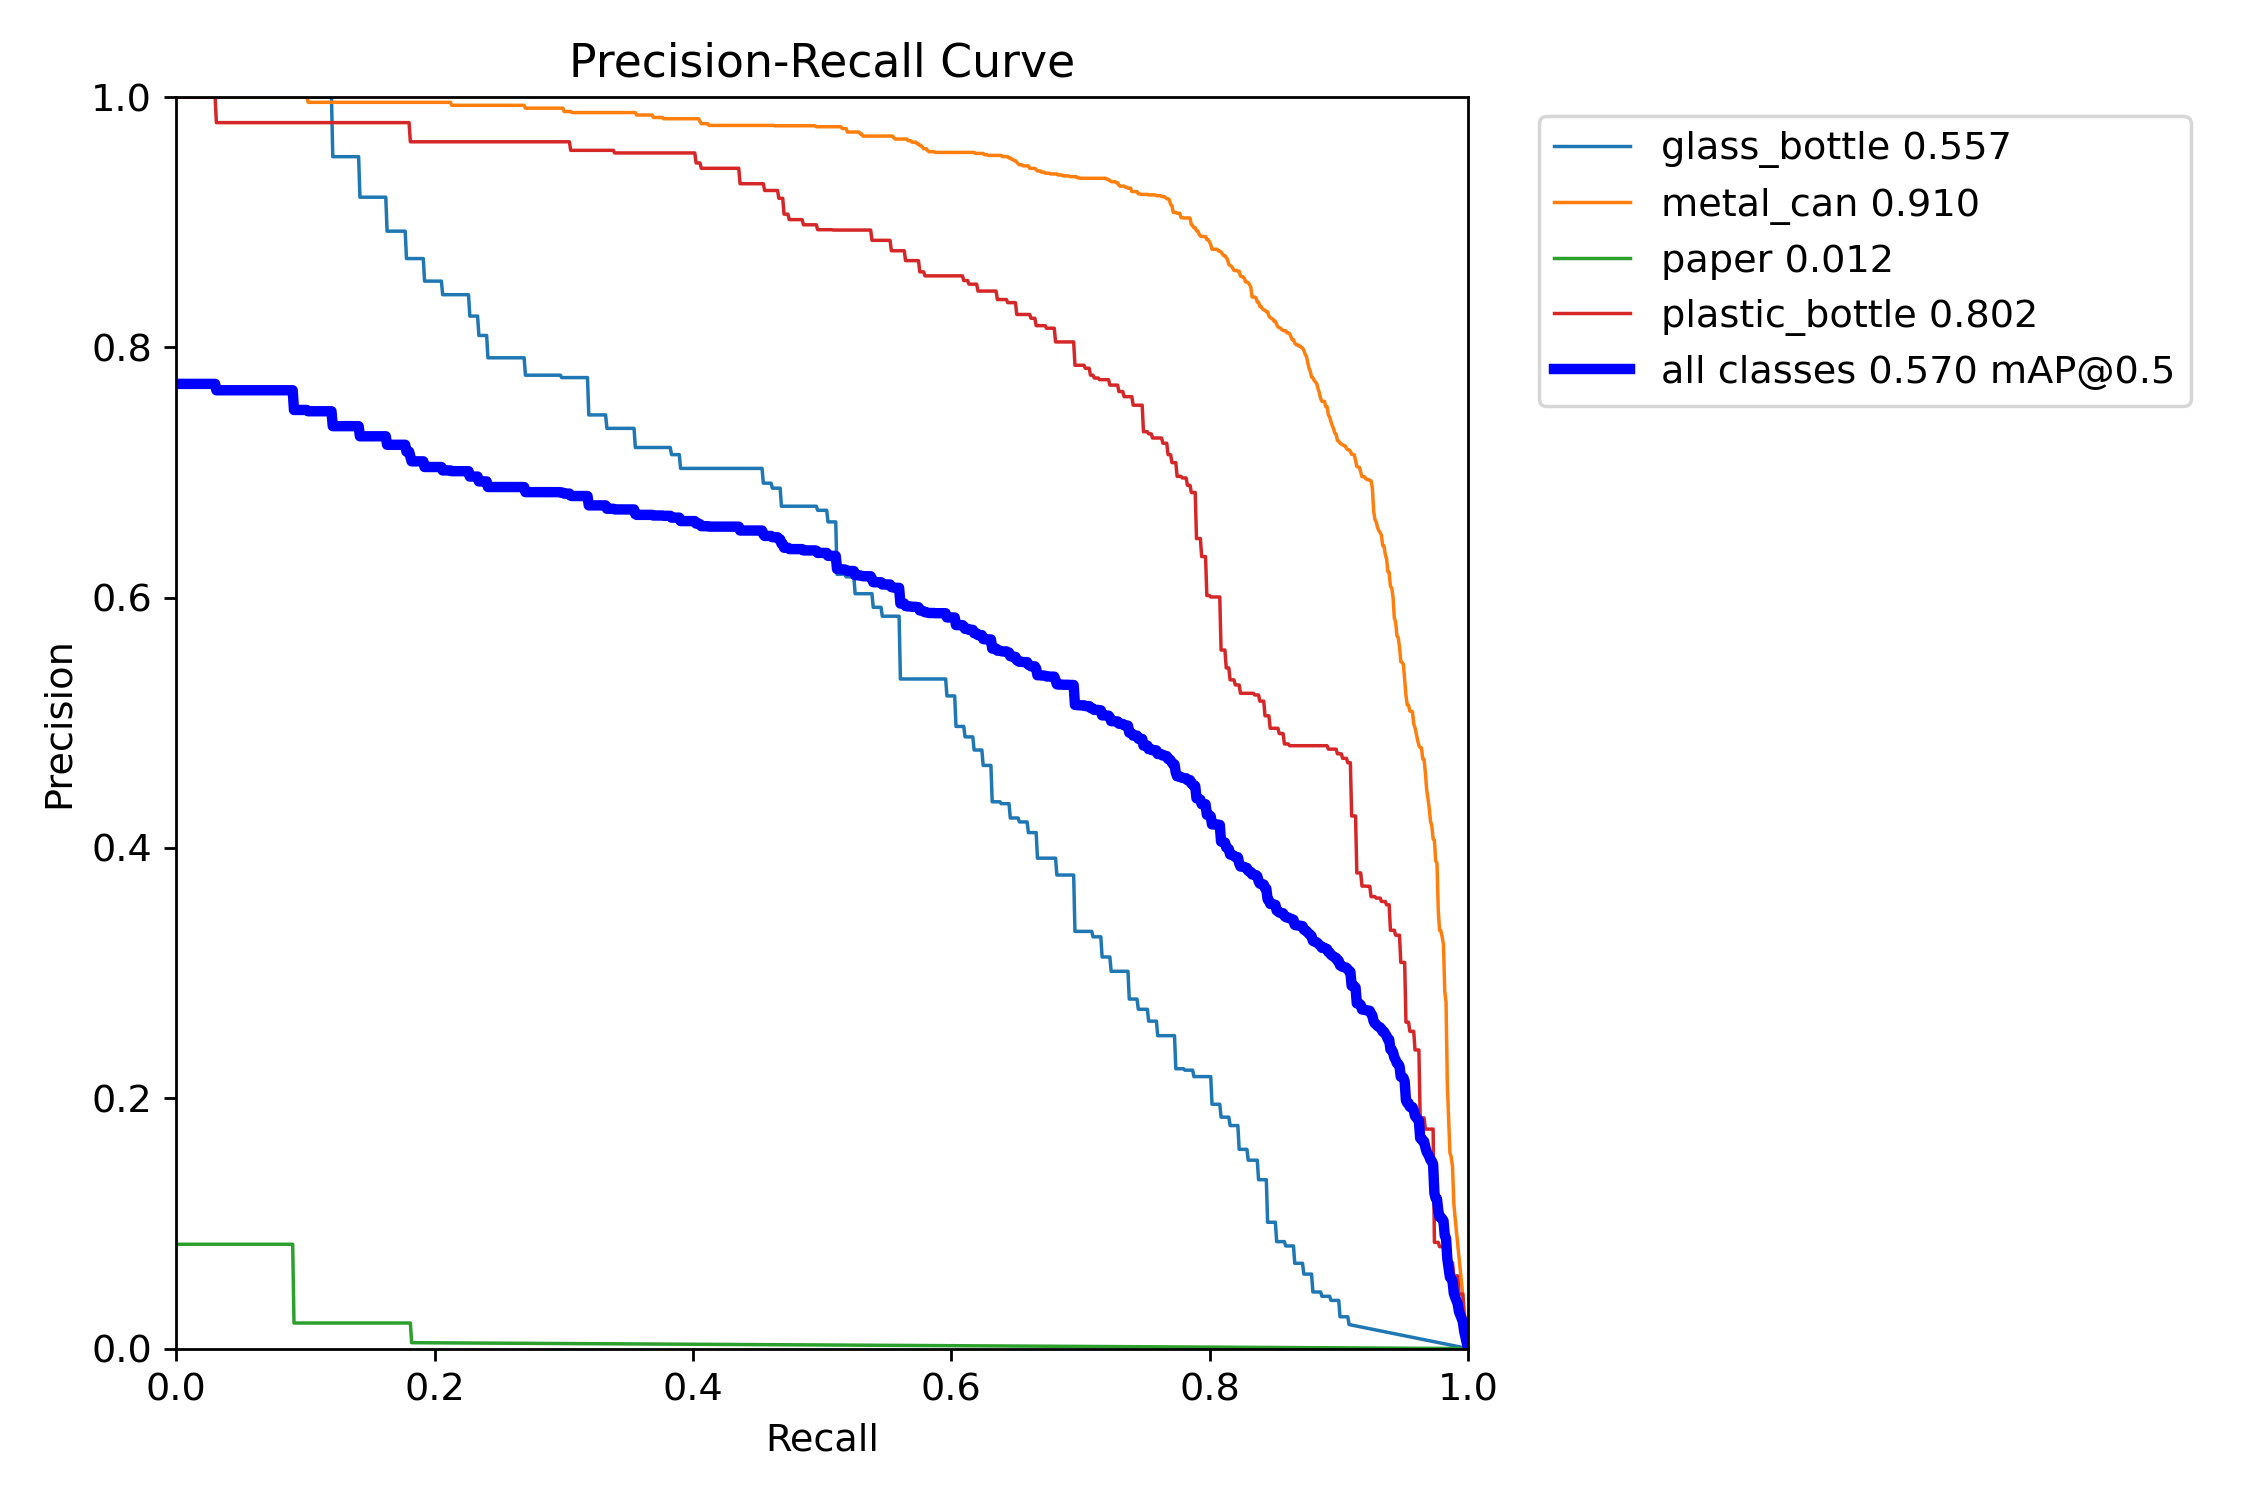 Precision-Recall Curve
1.0
0.8
0.6
0.4
0.2
0.0
Precision
0.0 0.2 0.4 0.6 0.8 1.0
Recall
glass_bottle 0.557
metal_can 0.910
paper 0.012
plastic_bottle 0.802
all classes 0.570 mAP@0.5